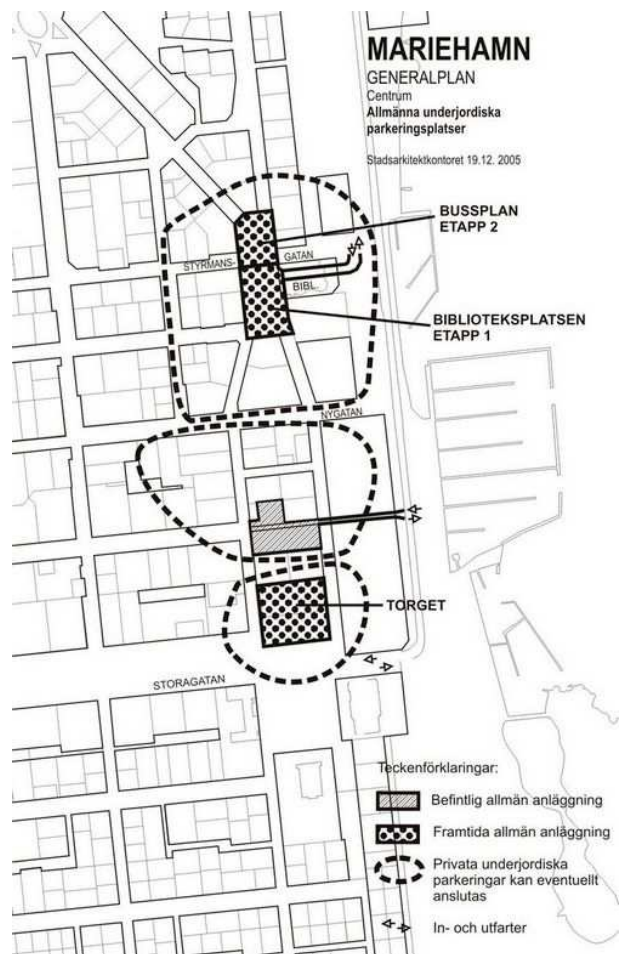 MARIEHAMN
GENERALPLAN
Centrum
Allmänna underjordiska
parkeringsplatser
Stadsarkitektkontoret 19.12. 2005
BUSSPLAN
ETAPP 2
STYRMANS-
GATAN
BIBL.
BIBLIOTEKSPLATSEN
ETAPP 1
NYGATAN
TORGET
STORAGATAN
Teckenförklaringar:
Befintlig allmän anläggning
Framtida allmän anläggning
Privata underjordiska
parkeringar kan eventuellt
anslutas
In- och utfarter